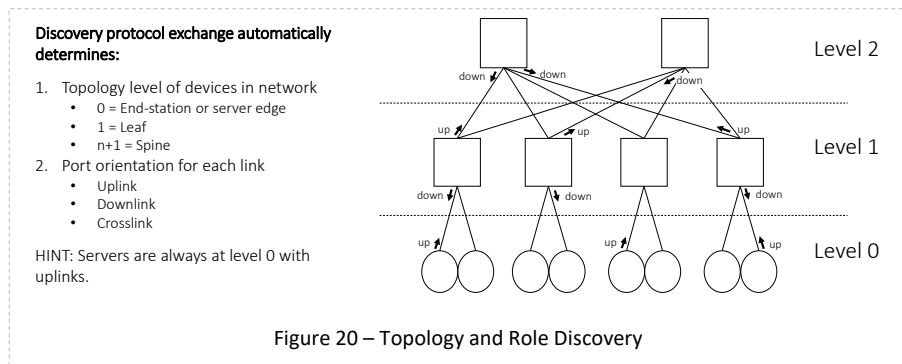 Discovery protocol exchange automatically
determines:
1. Topology level of devices in network
• 0 = End-station or server edge
• 1 = Leaf
• n+1 = Spine
2. Port orientation for each link
• Uplink
• Downlink
• Crosslink
HINT: Servers are always at level 0 with
uplinks.
Level 2
down
down
down
up
up
up
Level 1
down
down
down
up
up
up
Level 0
Figure 20 – Topology and Role Discovery